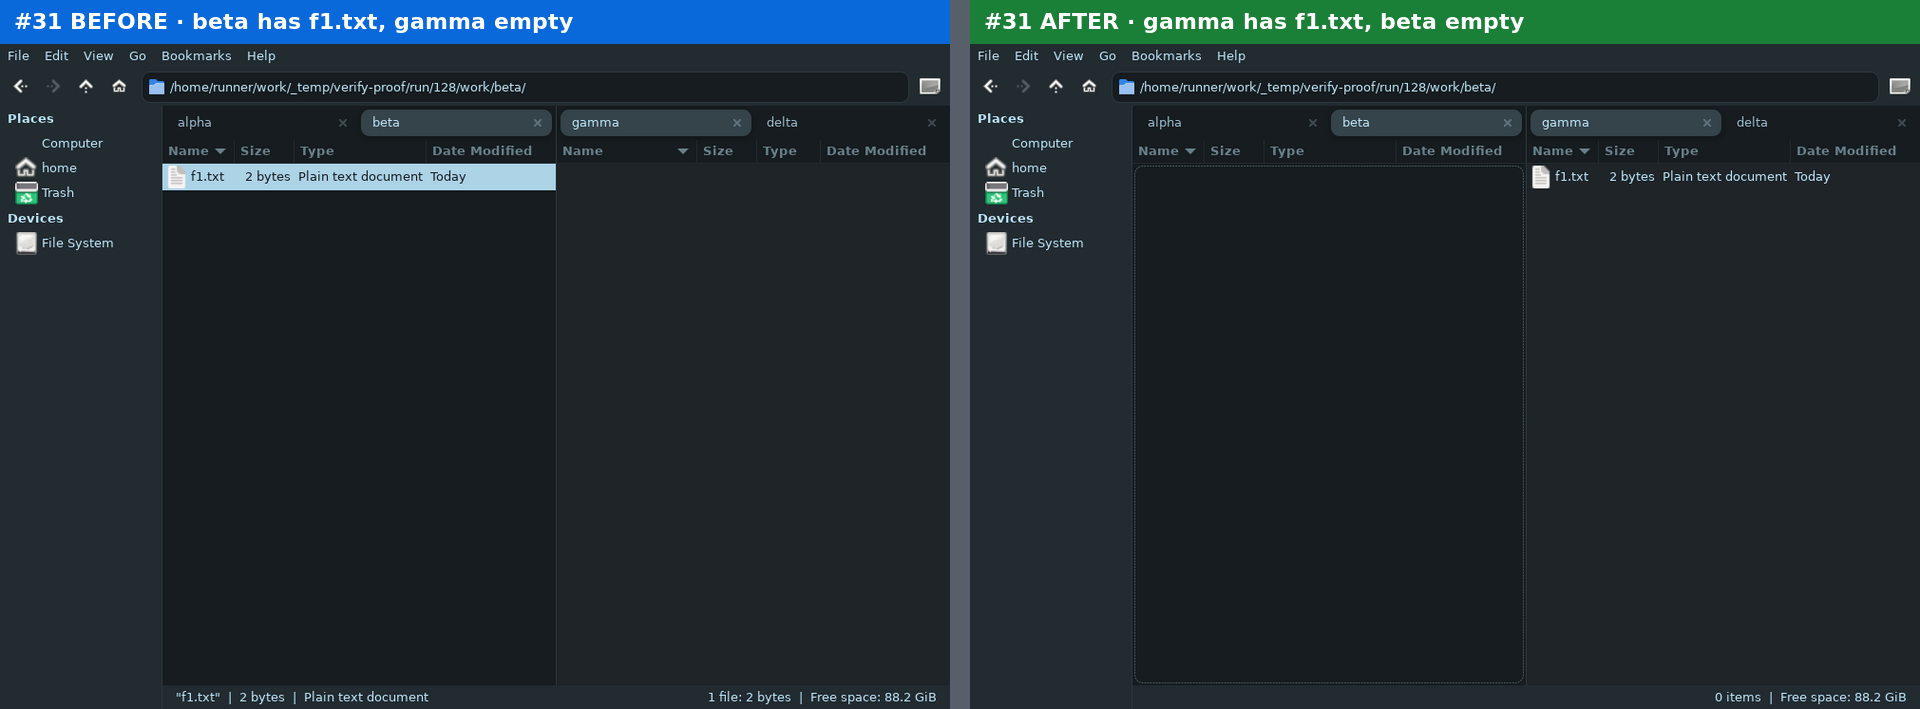 #31 BEFORE · beta has f1.txt, gamma empty
File Edit View Go Bookmarks Help
/home/runner/work/_temp/verify-proof/run/128/work/beta/
Places
Computer
home
Trash
Devices
File System
alpha beta gamma delta
Name Size Type Date Modified Name Size Type Date Modified
f1.txt 2 bytes Plain text document Today
"f1.txt" | 2 bytes | Plain text document 1 file: 2 bytes | Free space: 88.2 GiB
#31 AFTER · gamma has f1.txt, beta empty
File Edit View Go Bookmarks Help
/home/runner/work/_temp/verify-proof/run/128/work/beta/
Places
Computer
home
Trash
Devices
File System
alpha beta gamma delta
Name Size Type Date Modified Name Size Type Date Modified
f1.txt 2 bytes Plain text document Today
0 items | Free space: 88.2 GiB